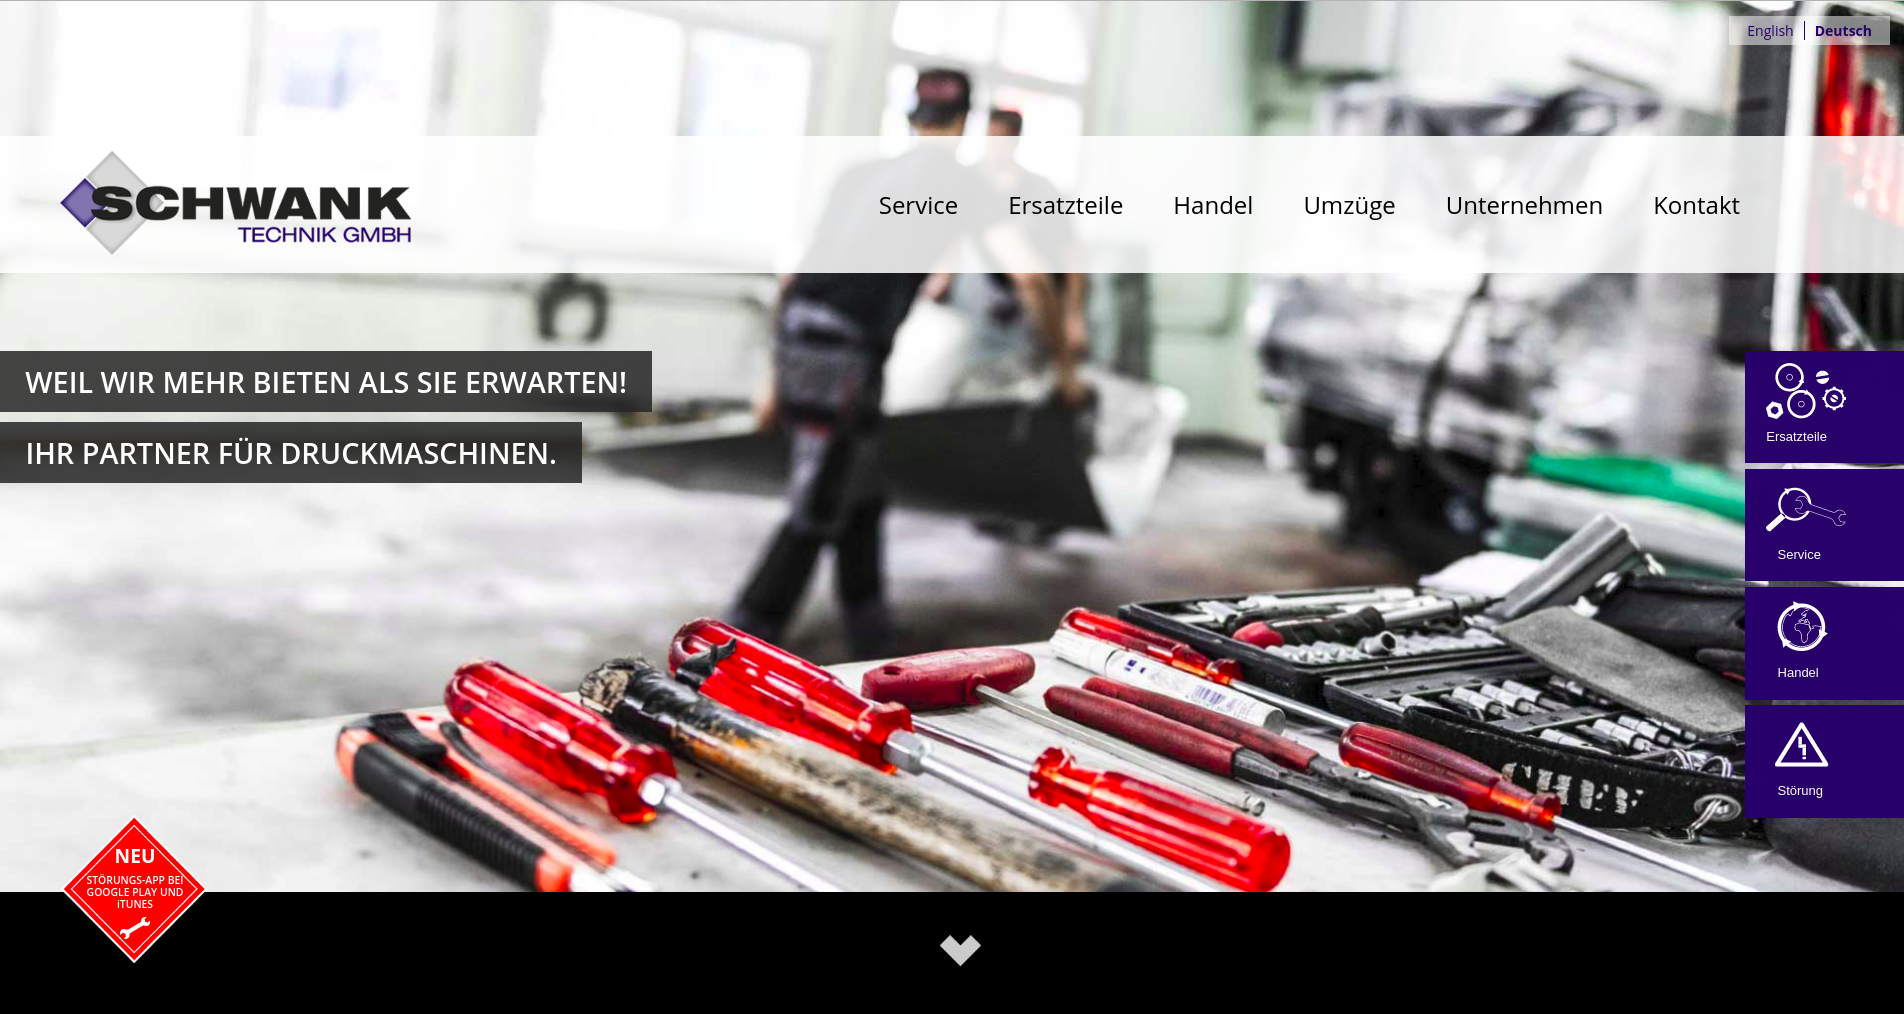 English Deutsch
SCHWANK
TECHNIK GMBH
Service Ersatzteile Handel Umzüge Unternehmen Kontakt
WEIL WIR MEHR BIETEN ALS SIE ERWARTEN!
IHR PARTNER FÜR DRUCKMASCHINEN.
Ersatzteile
Service
Handel
Störung
NEU
STÖRUNGS-APP BEI
GOOGLE PLAY UND
iTUNES